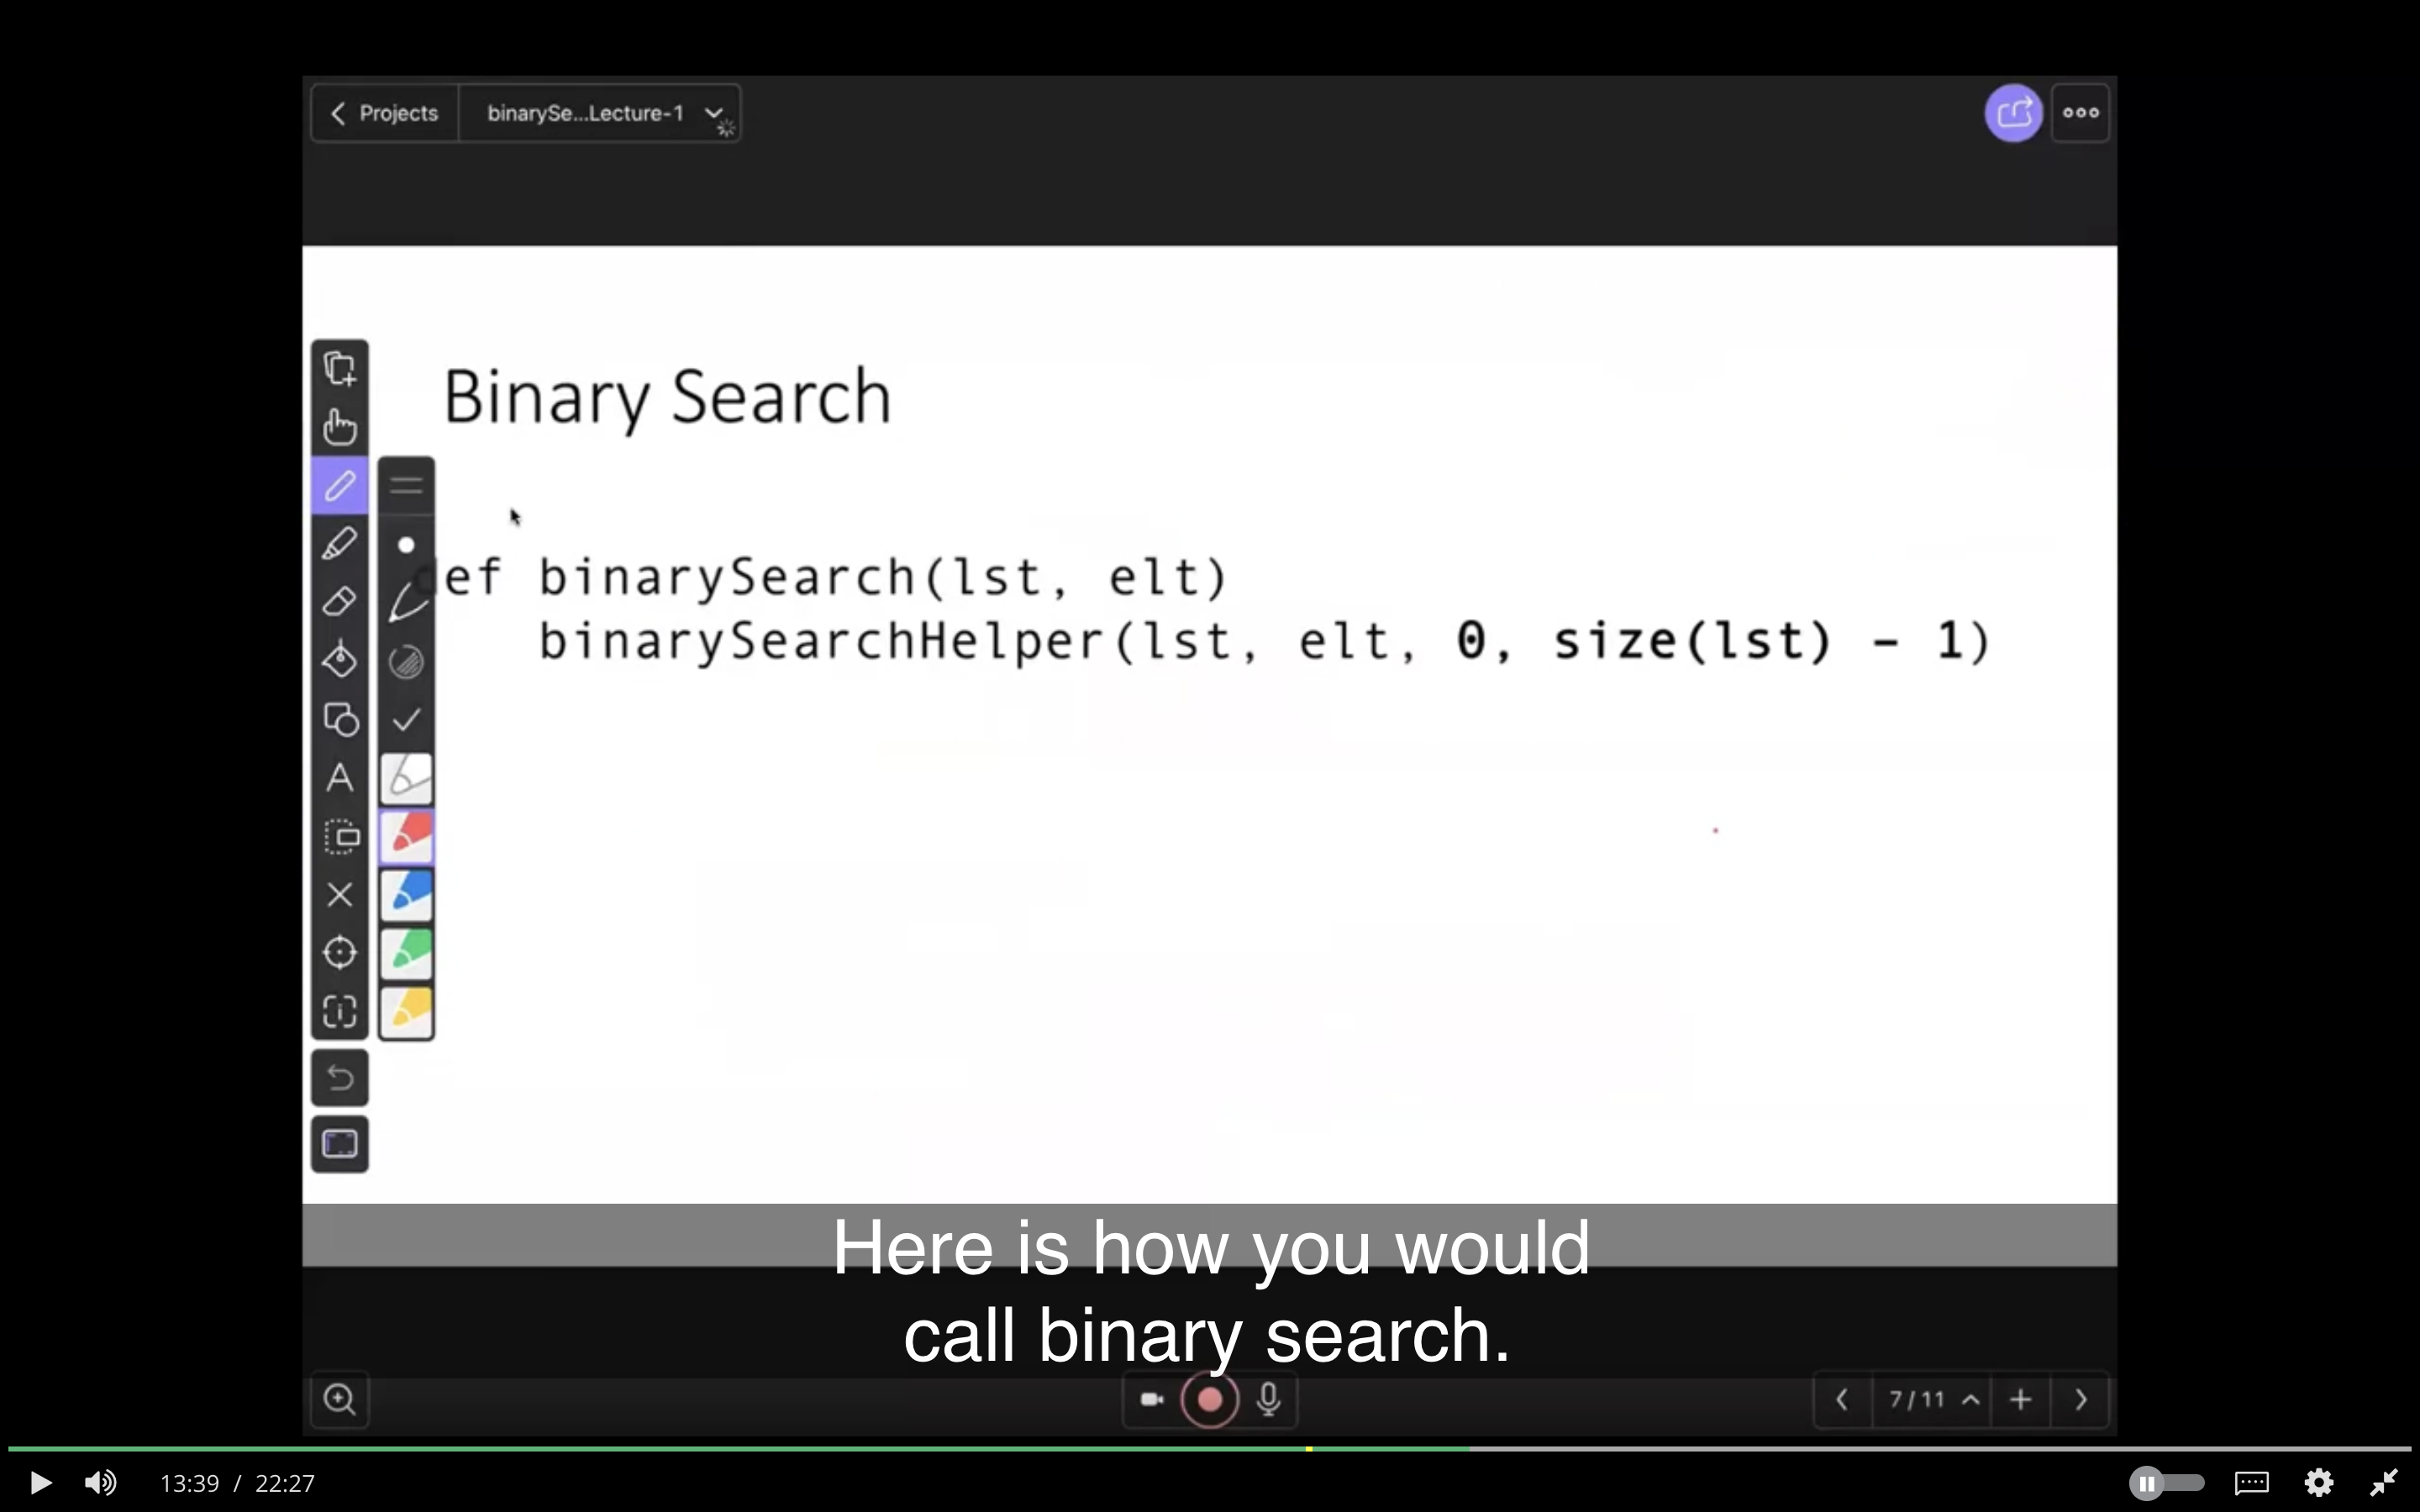 Projects
binarySe...Lecture-1
Binary Search
def binarySearch(lst, elt)
binarySearchHelper(lst, elt, 0, size(lst) – 1)
A
Here is how you would
call binary search.
7/11
13:39 / 22:27